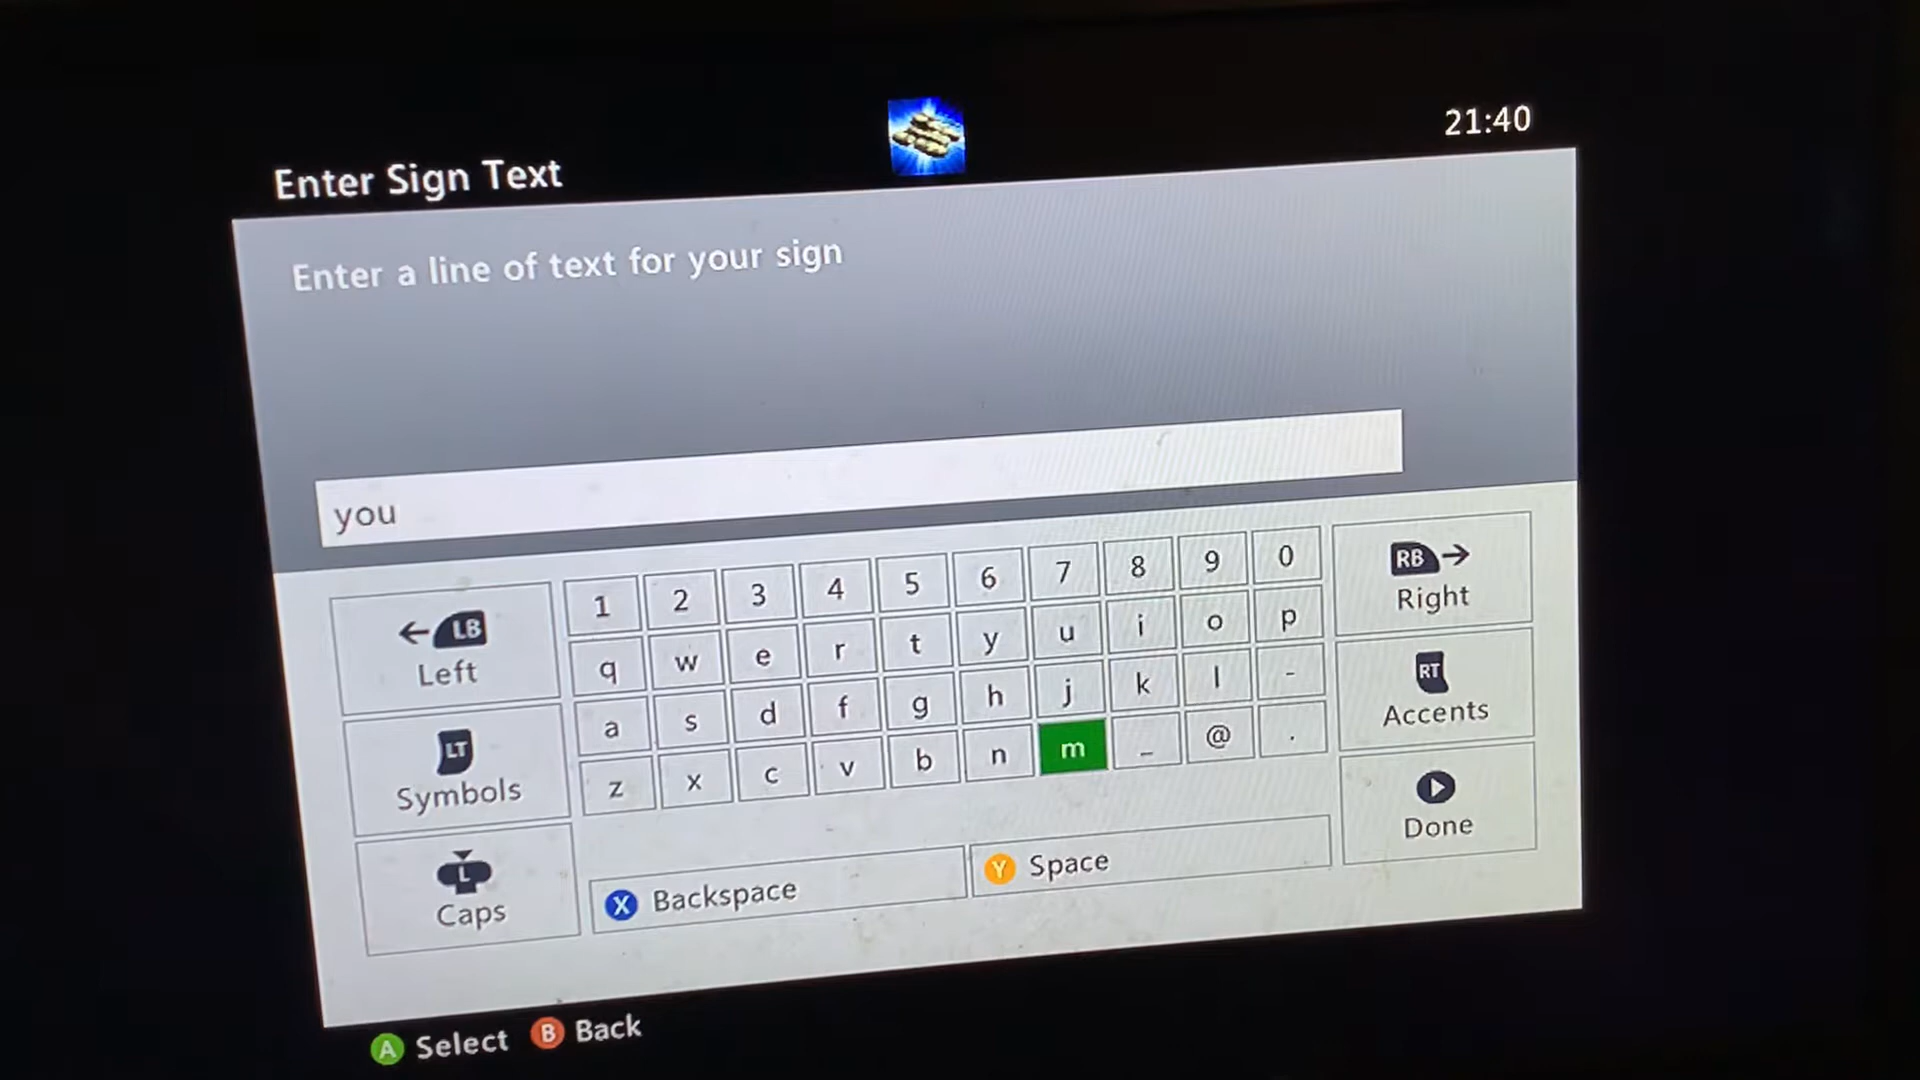 21:40
Enter Sign Text
Enter a line of text for your sign
you
LB
Left
1 2 3 4 5 6 7 8 9 0
RB
Right
q w e r t y u i o p
LT
Symbols
a s d f g h j k l -
RT
Accents
z x c v b n m _ @ .
L
Caps
X Backspace
Y Space
Done
A Select B Back